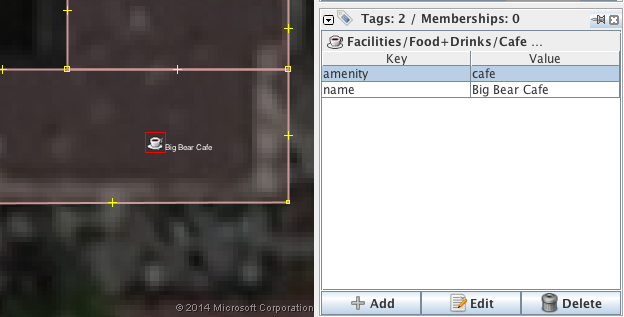 Big Bear Cafe
© 2014 Microsoft Corporation
Tags: 2 / Memberships: 0
Facilities/Food+Drinks/Cafe ...
Key Value
amenity cafe
name Big Bear Cafe
Add Edit Delete